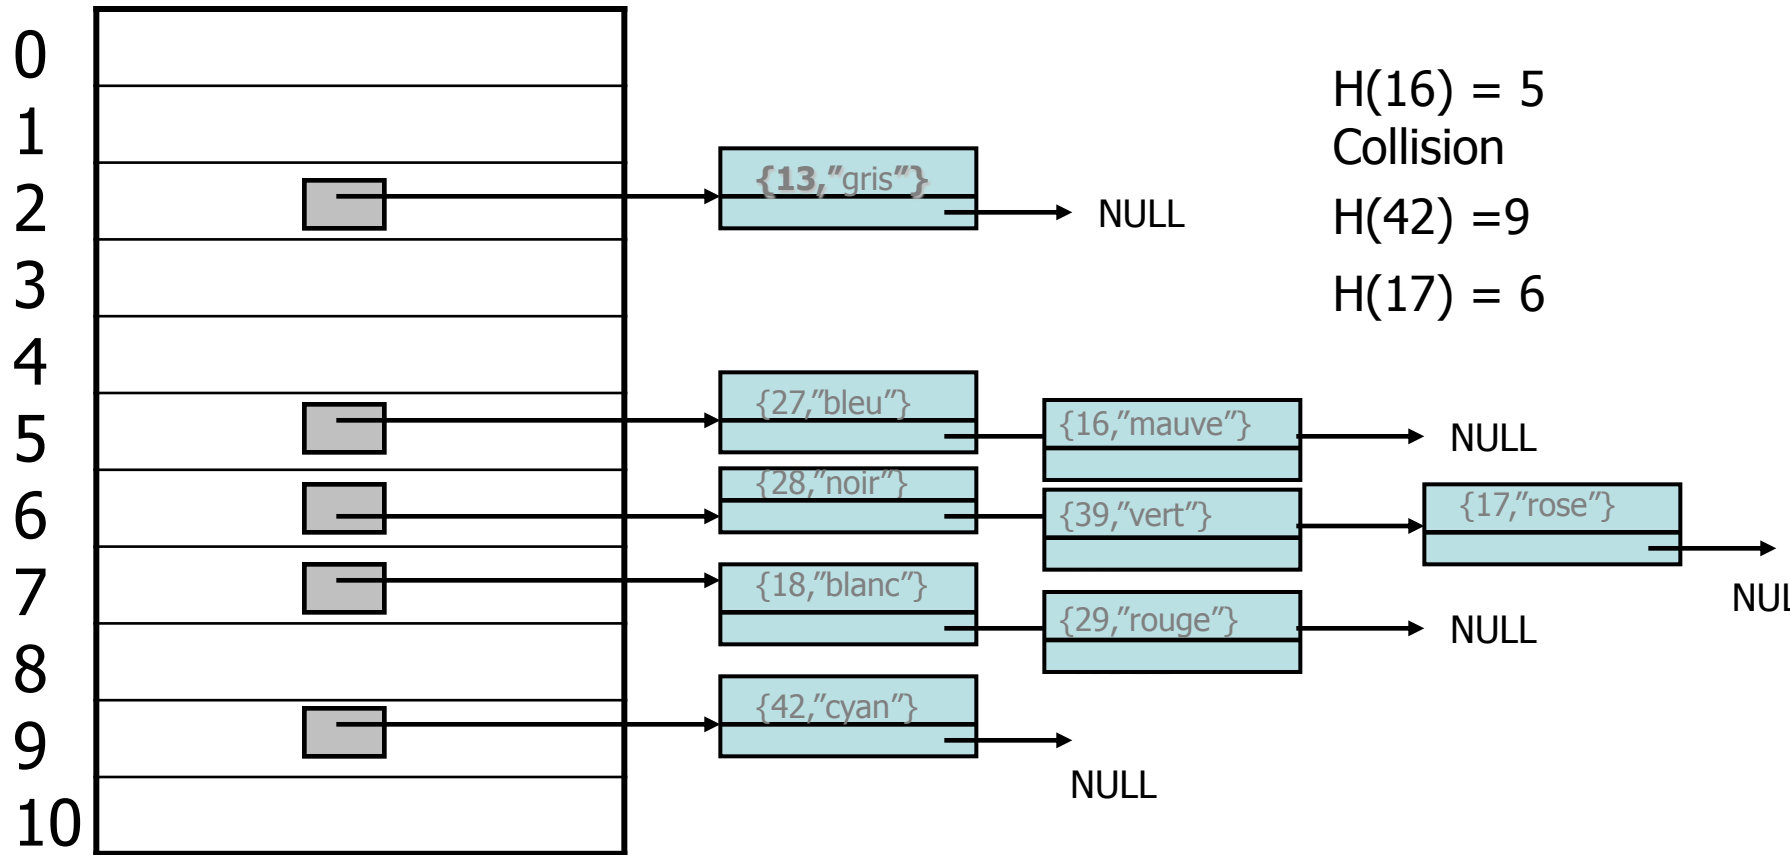 0
1
2
3
4
5
6
7
8
9
10
{13,”gris”}
NULL
{27,”bleu”}
{16,”mauve”}
NULL
{28,”noir”}
{39,”vert”}
{17,”rose”}
{18,”blanc”}
{29,”rouge”}
NULL
{42,”cyan”}
NULL
H(16) = 5
Collision
H(42) =9
H(17) = 6